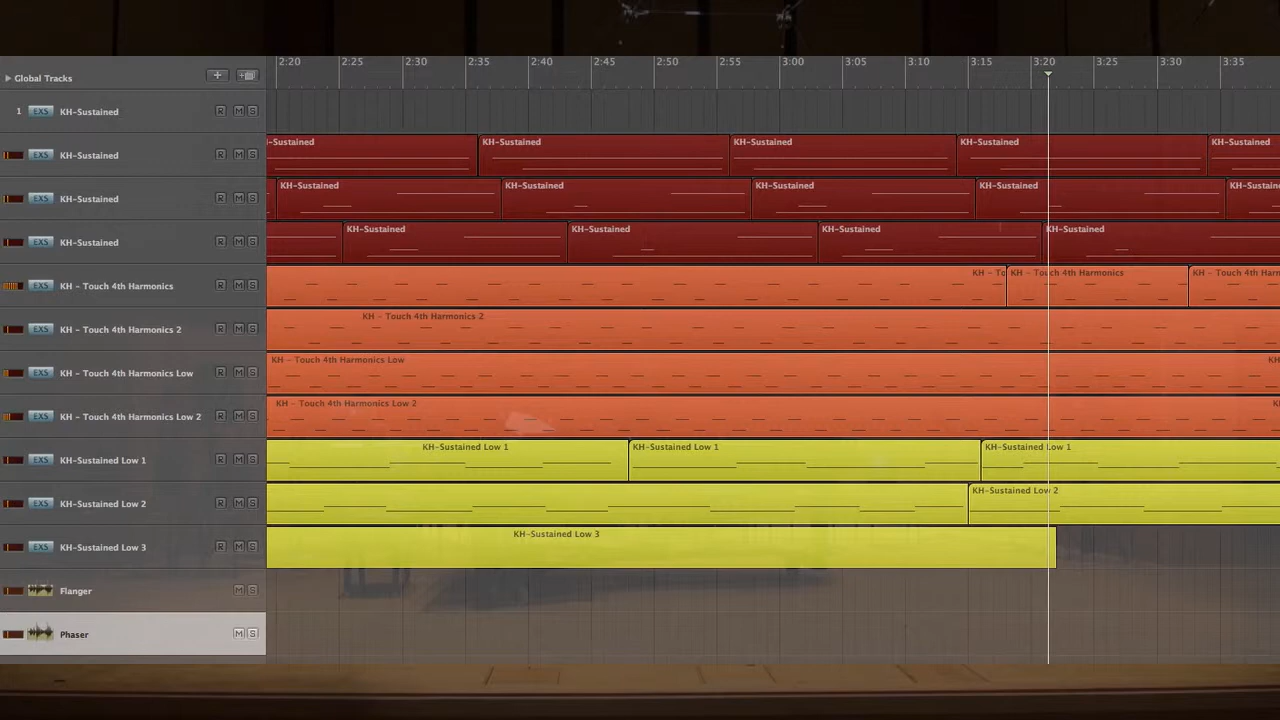 2:20 2:25 2:30 2:35 2:40 2:45 2:50 2:55 3:00 3:05 3:10 3:15 3:20 3:25 3:30 3:35
Global Tracks
1 EXS KH-Sustained R M S
EXS KH-Sustained R M S
-Sustained KH-Sustained KH-Sustained KH-Sustained KH-Sustained
EXS KH-Sustained R M S
KH-Sustained KH-Sustained KH-Sustained KH-Sustained KH-Sustain
EXS KH-Sustained R M S
KH-Sustained KH-Sustained KH-Sustained KH-Sustained
EXS KH - Touch 4th Harmonics R M S
KH - To KH - Touch 4th Harmonics KH - Touch 4th Harm
EXS KH - Touch 4th Harmonics 2 R M S
KH - Touch 4th Harmonics 2
EXS KH - Touch 4th Harmonics Low R M S
KH - Touch 4th Harmonics Low KH
EXS KH - Touch 4th Harmonics Low 2 R M S
KH - Touch 4th Harmonics Low 2 K
EXS KH-Sustained Low 1 R M S
KH-Sustained Low 1 KH-Sustained Low 1 KH-Sustained Low 1
EXS KH-Sustained Low 2 R M S
KH-Sustained Low 2
EXS KH-Sustained Low 3 R M S
KH-Sustained Low 3
Flanger M S
Phaser M S